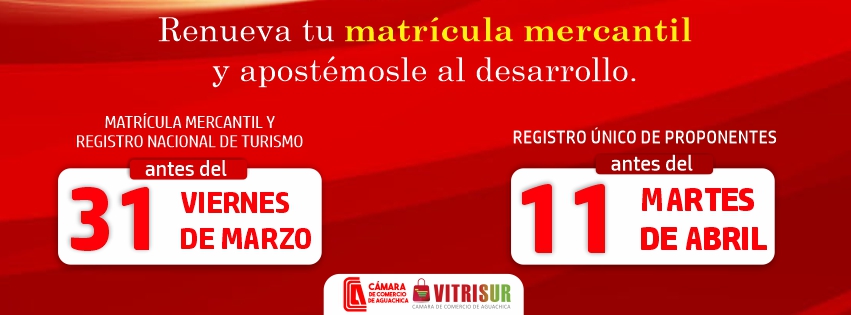 Renueva tu matrícula mercantil
y apostémosle al desarrollo.
MATRÍCULA MERCANTIL Y
REGISTRO NACIONAL DE TURISMO
antes del
31 VIERNES
DE MARZO
REGISTRO ÚNICO DE PROPONENTES
antes del
11 MARTES
DE ABRIL
CÁMARA
DE COMERCIO
DE AGUACHICA
VITRISUR
CAMARA DE COMERCIO DE AGUACHICA